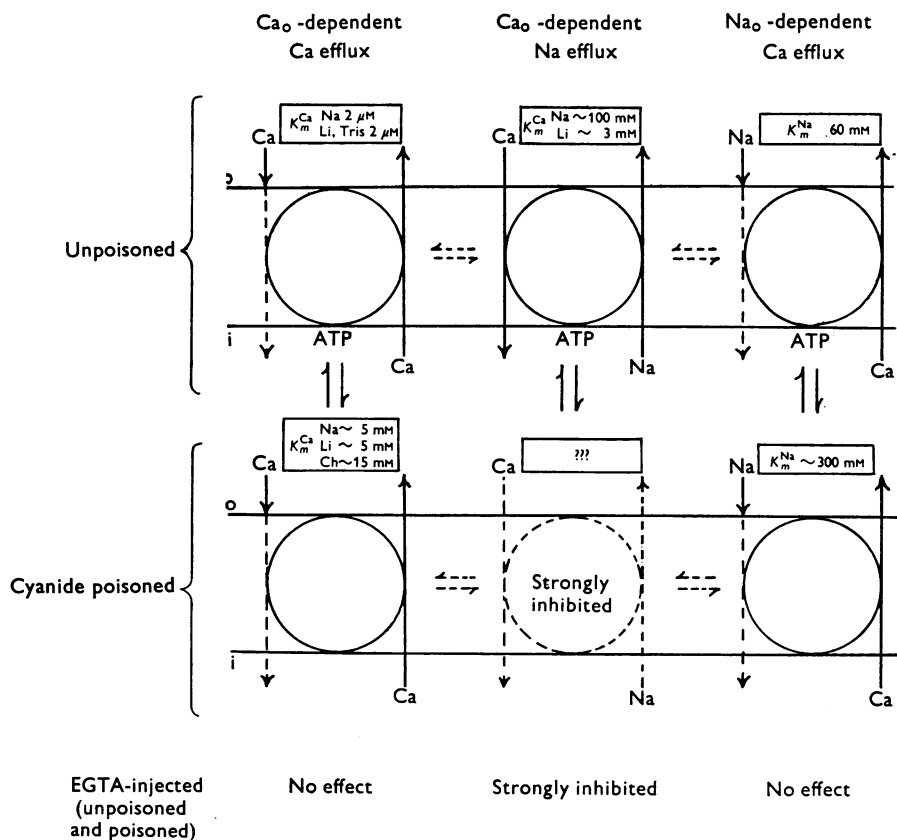 Cao -dependent
Ca efflux
Cao -dependent
Na efflux
Nao -dependent
Ca efflux
Ca
K_m^Ca Na 2 μM
Li, Tris 2 μM
Ca
K_m^Ca Na ~100 mM
Li ~ 3 mM
Na
K_m^Na 60 mM
o
Unpoisoned
i
ATP
Ca
ATP
Na
ATP
Ca
Ca
K_m^Ca Na~ 5 mM
Li ~ 5 mM
Ch~15 mM
Ca
???
Na
K_m^Na ~300 mM
o
Cyanide poisoned
Strongly
inhibited
i
Ca
Na
Ca
EGTA-injected
(unpoisoned
and poisoned)
No effect
Strongly inhibited
No effect